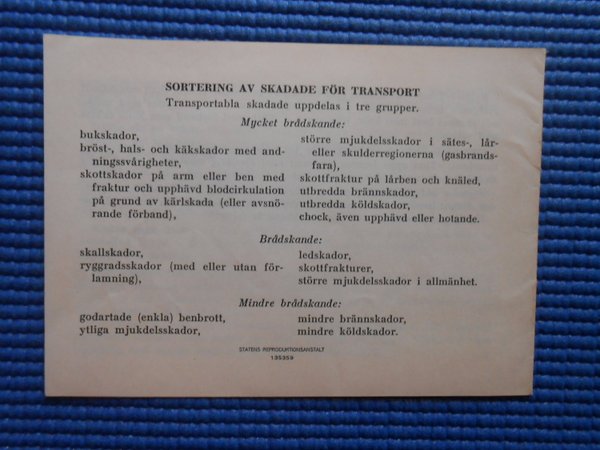 SORTERING AV SKADADE FÖR TRANSPORT
Transportabla skadade uppdelas i tre grupper.
Mycket brådskande:
bukskador,
bröst-, hals- och käkskador med and-
ningssvårigheter,
skottskador på arm eller ben med
fraktur och upphävd blodcirkulation
på grund av kärlskada (eller avsnö-
rande förband),
större mjukdelsskador i sätes-, lår-
eller skulderregionerna (gasbrands-
fara),
skottfraktur på lårben och knäled,
utbredda brännskador,
utbredda köldskador,
chock, även upphävd eller hotande.
Brådskande:
skallskador,
ryggradsskador (med eller utan för-
lamning),
ledskador,
skottfrakturer,
större mjukdelsskador i allmänhet.
Mindre brådskande:
godartade (enkla) benbrott,
ytliga mjukdelsskador,
mindre brännskador,
mindre köldskador.
STATENS REPRODUKTIONSANSTALT
135359